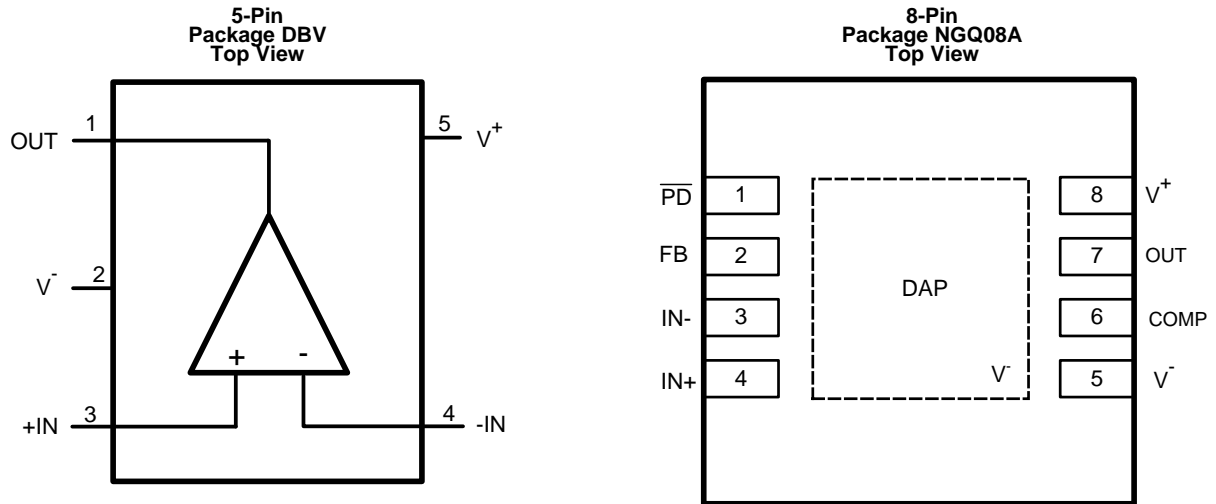 5-Pin
Package DBV
Top View
OUT 1
5 V+
V- 2
+ -
+IN 3
4 -IN
8-Pin
Package NGQ08A
Top View
PD 1
8 V+
FB 2
7 OUT
DAP
IN- 3
6 COMP
IN+ 4
V-
5 V-